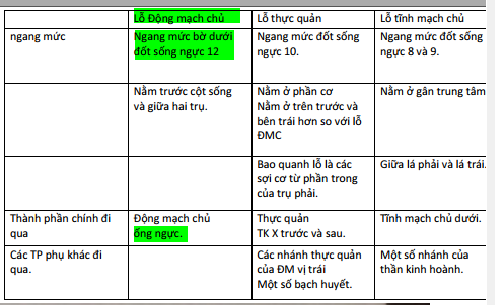 Lỗ Động mạch chủ
Lỗ thực quản
Lỗ tĩnh mạch chủ
ngang mức
Ngang mức bờ dưới
đốt sống ngực 12
Ngang mức đốt sống
ngực 10.
Ngang mức đốt sống
ngực 8 và 9.
Nằm trước cột sống
và giữa hai trụ.
Nằm ở phần cơ
Nằm ở trên trước và
bên trái hơn so với lỗ
ĐMC
Nằm ở gân trung tâm
Bao quanh lỗ là các
sợi cơ từ phần trong
của trụ phải.
Giữa lá phải và lá trái.
Thành phần chính đi
qua
Động mạch chủ
ống ngực.
Thực quản
TK X trước và sau.
Tĩnh mạch chủ dưới.
Các TP phụ khác đi
qua.
Các nhánh thực quản
của ĐM vị trái
Một số bạch huyết.
Một số nhánh của
thần kinh hoành.